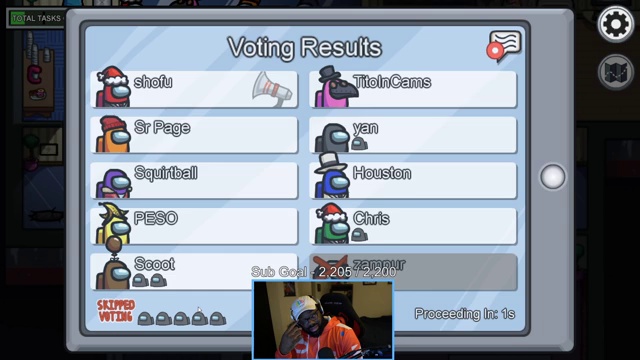 TOTAL TASKS
Voting Results
shofu
TitoInCams
Sr Page
yan
Squirtball
Houston
PESO
Chris
Scoot
zampur
Sub Goal - 2,205 / 2,200
SKIPPED
VOTING
Proceeding In: 1s